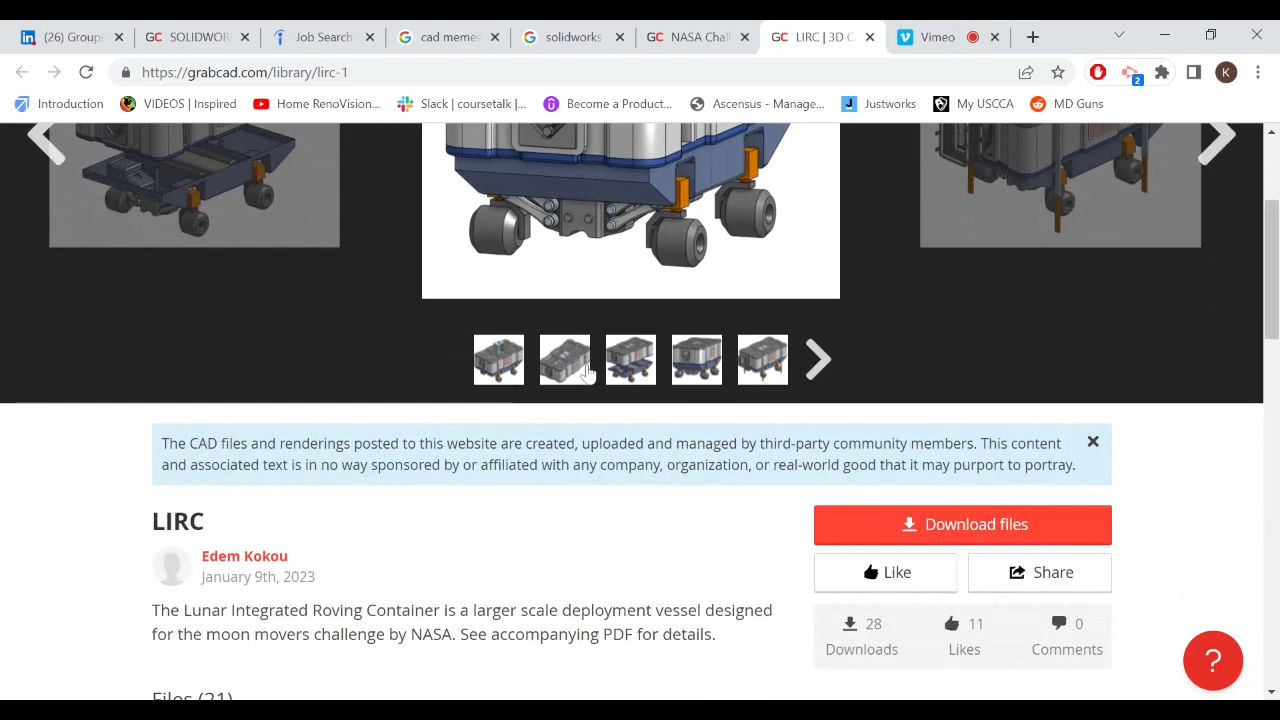 (26) Groups
SOLIDWOR
Job Search
cad memes
solidworks
NASA Chall
LIRC | 3D C
Vimeo
https://grabcad.com/library/lirc-1
2
K
Introduction
VIDEOS | Inspired
Home RenoVision...
Slack | coursetalk |...
Become a Product...
Ascensus - Manage...
Justworks
My USCCA
MD Guns
The CAD files and renderings posted to this website are created, uploaded and managed by third-party community members. This content
and associated text is in no way sponsored by or affiliated with any company, organization, or real-world good that it may purport to portray.
LIRC
Download files
Edem Kokou
January 9th, 2023
Like
Share
The Lunar Integrated Roving Container is a larger scale deployment vessel designed
for the moon movers challenge by NASA. See accompanying PDF for details.
28
11
0
Downloads
Likes
Comments
?
Files (21)